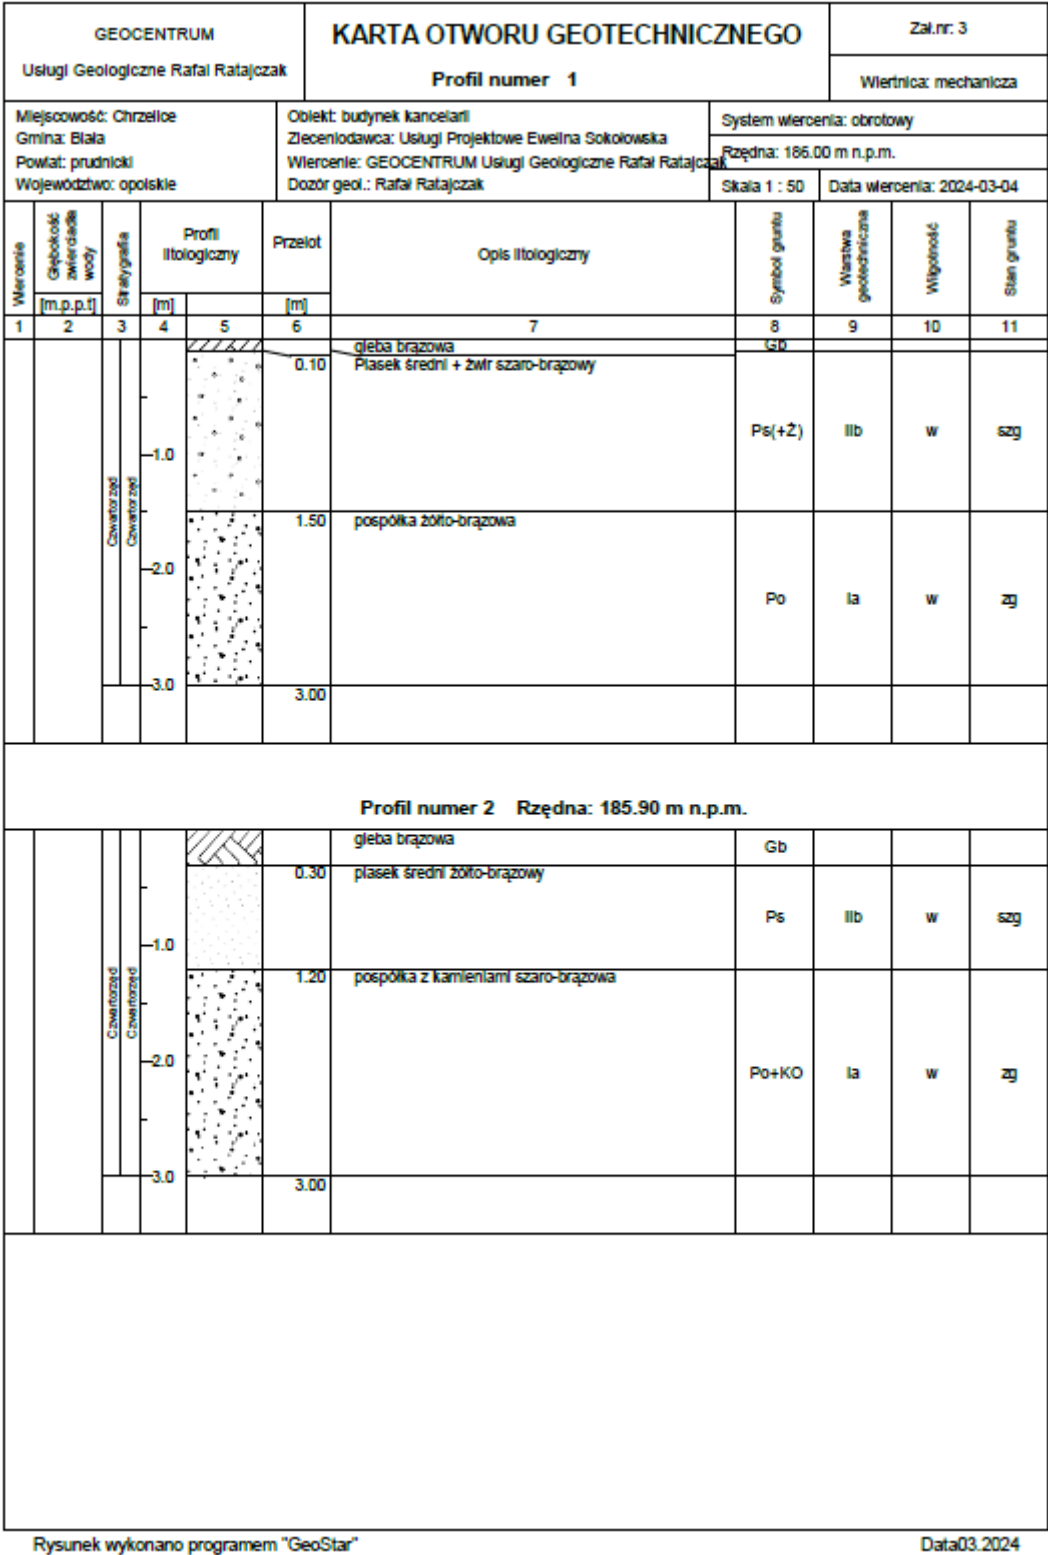 GEOCENTRUM
Usługi Geologiczne Rafał Ratajczak
KARTA OTWORU GEOTECHNICZNEGO
Profil numer 1
Zał.nr: 3
Wiertnica: mechanicza
Miejscowość: Chrzelice
Gmina: Biała
Powiat: prudnicki
Województwo: opolskie
Obiekt: budynek kancelarii
Zleceniodawca: Usługi Projektowe Ewelina Sokołowska
Wiercenie: GEOCENTRUM Usługi Geologiczne Rafał Ratajczak
Dozór geol.: Rafał Ratajczak
System wiercenia: obrotowy
Rzędna: 186.00 m n.p.m.
Skala 1 : 50
Data wiercenia: 2024-03-04
Wiercenie
Głębokość zwierciadła wody
[m.p.p.t]
Stratygrafia
Profil litologiczny
[m]
Przelot
[m]
Opis litologiczny
Symbol gruntu
Warstwa geotechniczna
Wilgotność
Stan gruntu
1 2 3 4 5 6 7 8 9 10 11
gleba brązowa Gb
0.10 Piasek średni + żwir szaro-brązowy
Ps(+Ż) IIb w szg
1.0
Czwartorzęd
Czwartorzęd
1.50 pospółka żółto-brązowa
2.0
Po Ia w zg
3.0
3.00
Profil numer 2 Rzędna: 185.90 m n.p.m.
gleba brązowa Gb
0.30 piasek średni żółto-brązowy
Ps IIb w szg
1.0
Czwartorzęd
Czwartorzęd
1.20 pospółka z kamieniami szaro-brązowa
2.0
Po+KO Ia w zg
3.0
3.00
Rysunek wykonano programem "GeoStar"
Data03.2024